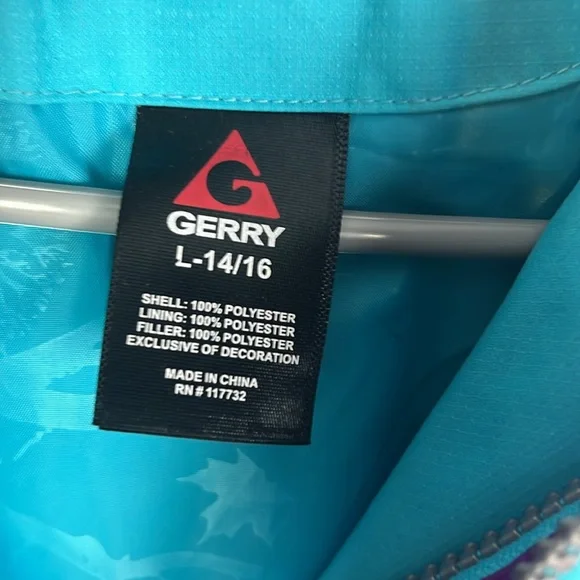 GERRY
L-14/16
SHELL: 100% POLYESTER
LINING: 100% POLYESTER
FILLER: 100% POLYESTER
EXCLUSIVE OF DECORATION
MADE IN CHINA
RN # 117732